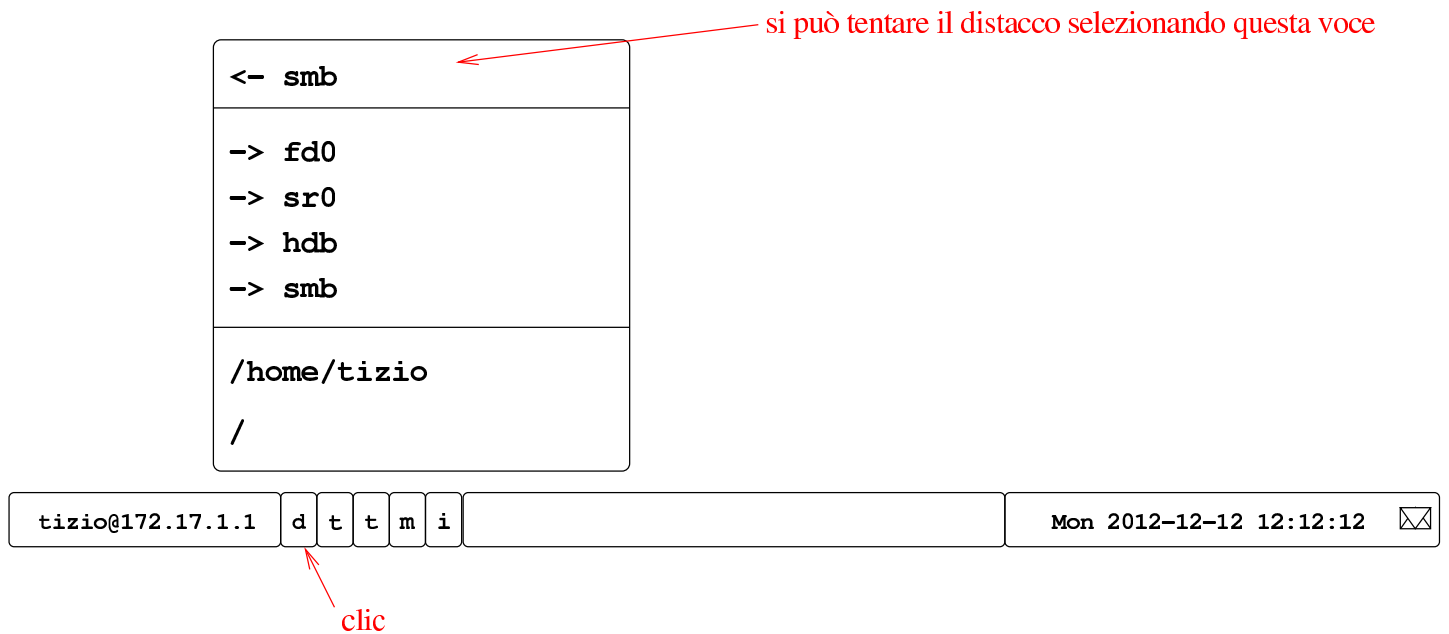 si può tentare il distacco selezionando questa voce
<- smb
-> fd0
-> sr0
-> hdb
-> smb
/home/tizio
/
tizio@172.17.1.1 d t t m i Mon 2012-12-12 12:12:12
clic